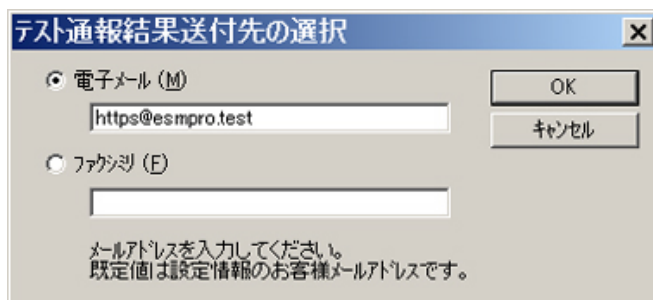 テスト通報結果送付先の選択
電子メール (M)
OK
https@esmpro.test
キャンセル
ファクシミリ (F)
メールアドレスを入力してください。
既定値は設定情報のお客様メールアドレスです。